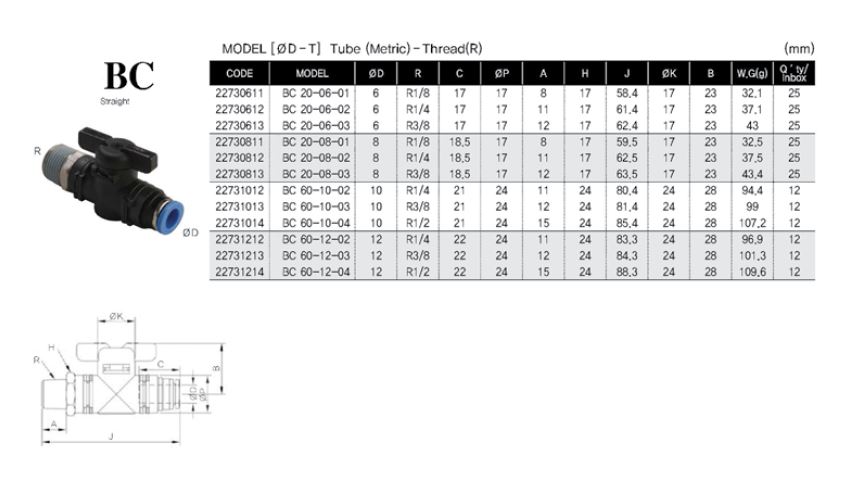 MODEL [ØD-T] Tube (Metric)-Thread(R) (mm)
BC
Straight
R
ØD
CODE MODEL ØD R C ØP A H J ØK B W.G(g) Q'ty/Inbox
22730611 BC 20-06-01 6 R1/8 17 17 8 17 58,4 17 23 32,1 25
22730612 BC 20-06-02 6 R1/4 17 17 11 17 61,4 17 23 37,1 25
22730613 BC 20-06-03 6 R3/8 17 17 12 17 62,4 17 23 43 25
22730811 BC 20-08-01 8 R1/8 18,5 17 8 17 59,5 17 23 32,5 25
22730812 BC 20-08-02 8 R1/4 18,5 17 11 17 62,5 17 23 37,5 25
22730813 BC 20-08-03 8 R3/8 18,5 17 12 17 63,5 17 23 43,4 25
22731012 BC 60-10-02 10 R1/4 21 24 11 24 80,4 24 28 94,4 12
22731013 BC 60-10-03 10 R3/8 21 24 12 24 81,4 24 28 99 12
22731014 BC 60-10-04 10 R1/2 21 24 15 24 85,4 24 28 107,2 12
22731212 BC 60-12-02 12 R1/4 22 24 11 24 83,3 24 28 96,9 12
22731213 BC 60-12-03 12 R3/8 22 24 12 24 84,3 24 28 101,3 12
22731214 BC 60-12-04 12 R1/2 22 24 15 24 88,3 24 28 109,6 12
ØK
H
R
C
B
ØD
ØP
A
J